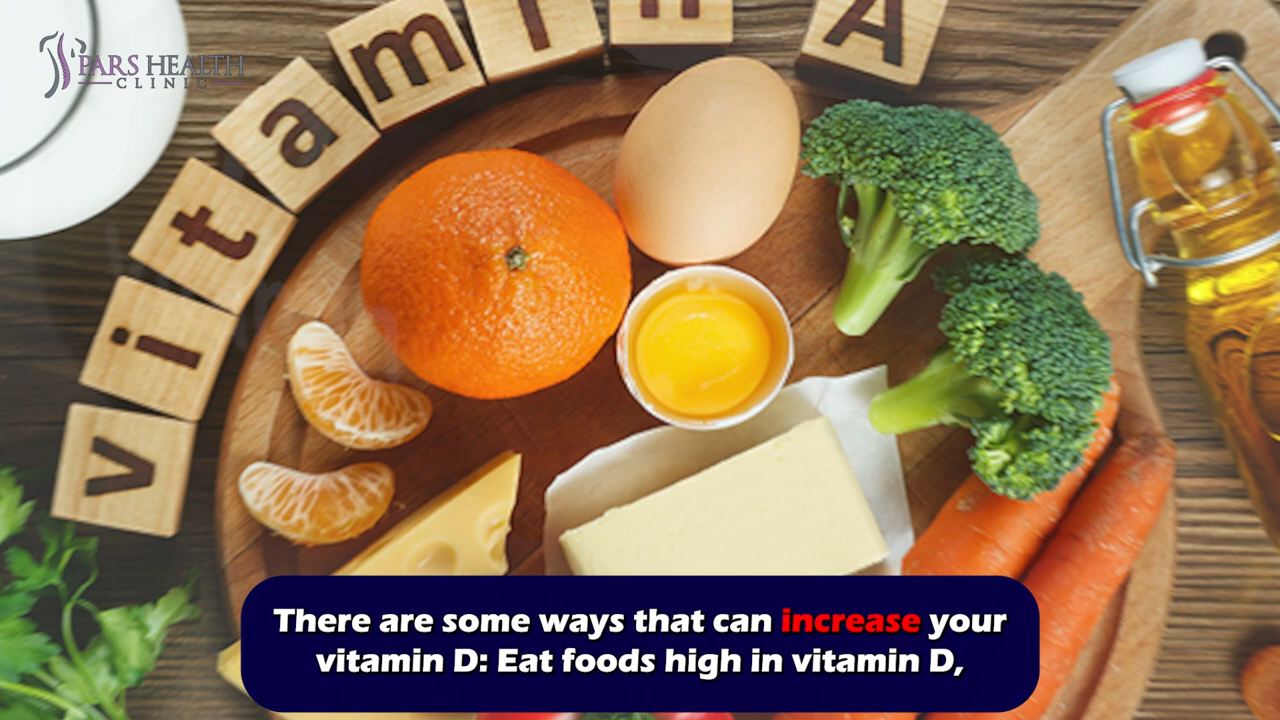 PARS HEALTH
CLINIC
vitamin A
There are some ways that can increase your
vitamin D: Eat foods high in vitamin D,